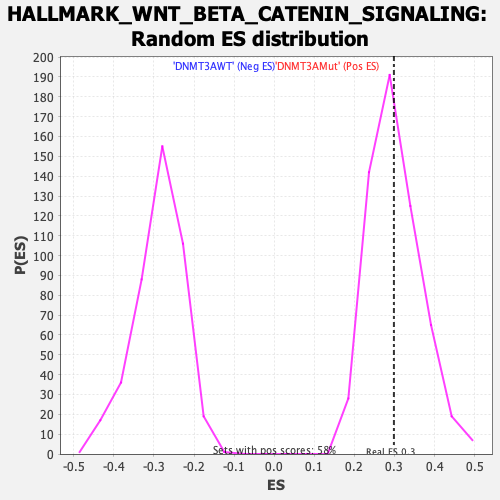 HALLMARK_WNT_BETA_CATENIN_SIGNALING:
Random ES distribution
'DNMT3AWT' (Neg ES) 'DNMT3AMut' (Pos ES)
200
190
180
170
160
150
140
130
120
110
100
90
80
70
60
50
40
30
20
10
0
P(ES)
Sets with pos scores: 58%
Real ES 0.3
-0.5 -0.4 -0.3 -0.2 -0.1 0.0 0.1 0.2 0.3 0.4 0.5
ES